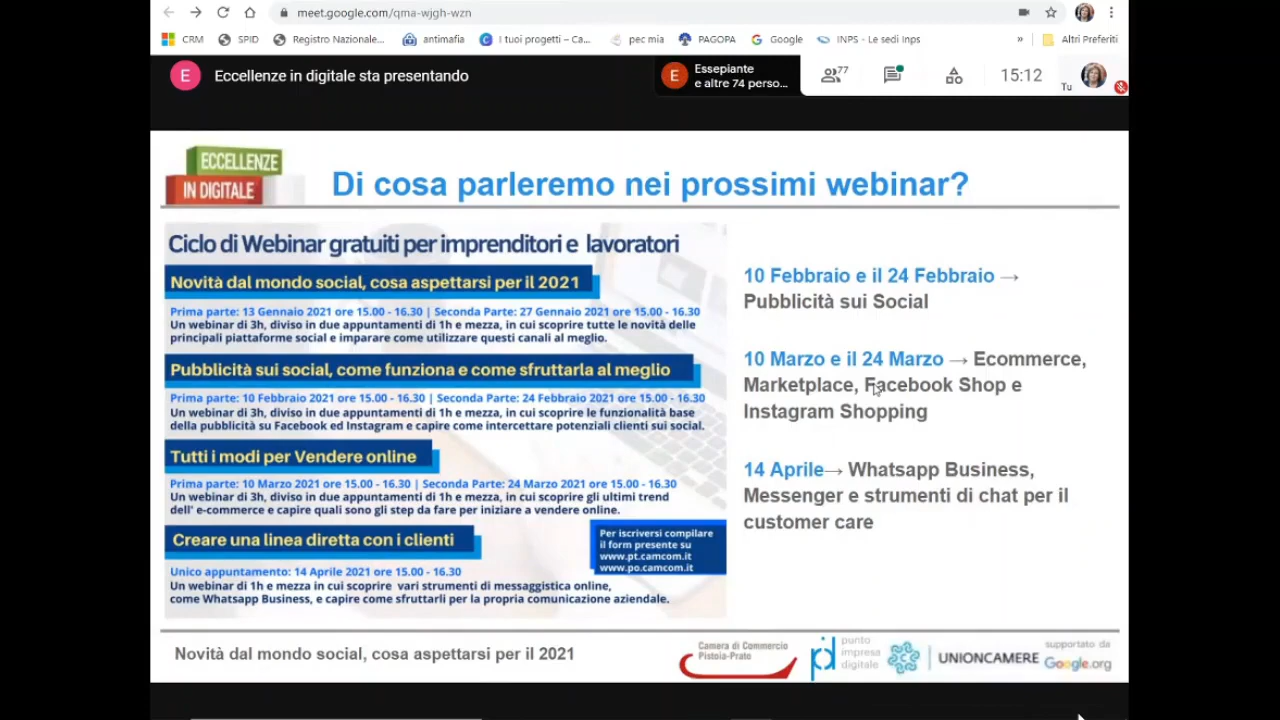 meet.google.com/qma-wjgh-wzn
CRM
SPID
Registro Nazionale...
antimafia
I tuoi progetti – Ca...
pec mia
PAGOPA
Google
INPS - Le sedi Inps
»
Altri Preferiti
E
Eccellenze in digitale sta presentando
E
Essepiante
e altre 74 perso...
77
15:12
Tu
ECCELLENZE
IN DIGITALE
Di cosa parleremo nei prossimi webinar?
Ciclo di Webinar gratuiti per imprenditori e lavoratori
Novità dal mondo social, cosa aspettarsi per il 2021
Prima parte: 13 Gennaio 2021 ore 15.00 - 16.30 | Seconda Parte: 27 Gennaio 2021 ore 15.00 - 16.30
Un webinar di 3h, diviso in due appuntamenti di 1h e mezza, in cui scoprire tutte le novità delle
principali piattaforme social e imparare come utilizzare questi canali al meglio.
Pubblicità sui social, come funziona e come sfruttarla al meglio
Prima parte: 10 Febbraio 2021 ore 15.00 - 16.30 | Seconda Parte: 24 Febbraio 2021 ore 15.00 - 16.30
Un webinar di 3h, diviso in due appuntamenti di 1h e mezza, in cui scoprire le funzionalità base
della pubblicità su Facebook ed Instagram e capire come intercettare potenziali clienti sui social.
Tutti i modi per Vendere online
Prima parte: 10 Marzo 2021 ore 15.00 - 16.30 | Seconda Parte: 24 Marzo 2021 ore 15.00 - 16.30
Un webinar di 3h, diviso in due appuntamenti di 1h e mezza, in cui scoprire gli ultimi trend
dell' e-commerce e capire quali sono gli step da fare per iniziare a vendere online.
Creare una linea diretta con i clienti
Unico appuntamento: 14 Aprile 2021 ore 15.00 - 16.30
Un webinar di 1h e mezza in cui scoprire vari strumenti di messaggistica online,
come Whatsapp Business, e capire come sfruttarli per la propria comunicazione aziendale.
Per iscriversi compilare
il form presente su
www.pt.camcom.it
www.po.camcom.it
10 Febbraio e il 24 Febbraio →
Pubblicità sui Social
10 Marzo e il 24 Marzo → Ecommerce,
Marketplace, Facebook Shop e
Instagram Shopping
14 Aprile→ Whatsapp Business,
Messenger e strumenti di chat per il
customer care
Novità dal mondo social, cosa aspettarsi per il 2021
Camera di Commercio
Pistoia-Prato
pid
punto
impresa
digitale
UNIONCAMERE
supportato da
Google.org